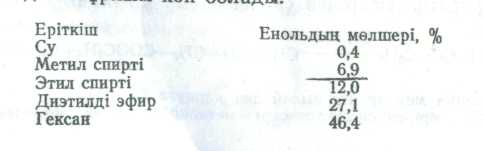 Еріткіш Енольдың мөлшері, %
Су 0,4
Метил спирті 6,9
Этил спирті 12,0
Диэтилді эфир 27,1
Гексан 46,4